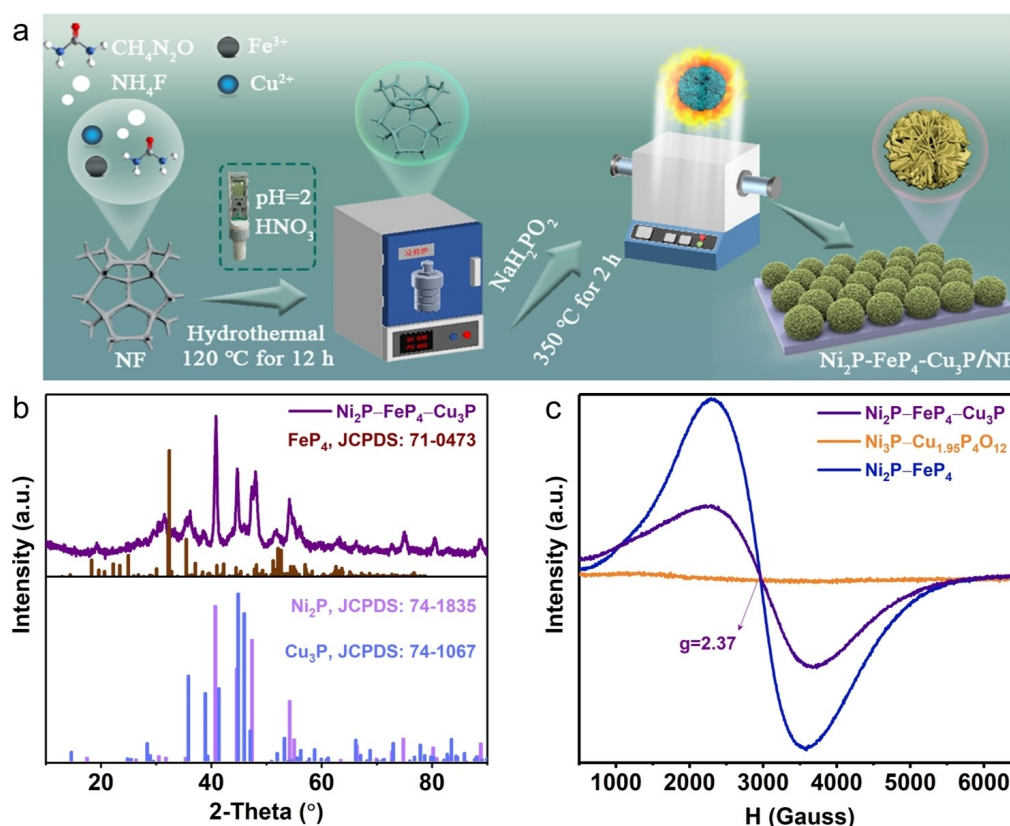 a
CH₄N₂O
Fe³⁺
NH₄F
Cu²⁺
pH=2
HNO₃
NF
Hydrothermal
120 °C for 12 h
NaH₂PO₂
350 °C for 2 h
Ni₂P-FeP₄-Cu₃P/NF
b
Ni₂P–FeP₄–Cu₃P
FeP₄, JCPDS: 71-0473
Ni₂P, JCPDS: 74-1835
Cu₃P, JCPDS: 74-1067
Intensity (a.u.)
10 20 40 60 80
2-Theta (°)
c
Ni₂P–FeP₄–Cu₃P
Ni₃P–Cu₁.₉₅P₄O₁₂
Ni₂P–FeP₄
g=2.37
Intensity (a.u.)
1000 2000 3000 4000 5000 6000
H (Gauss)